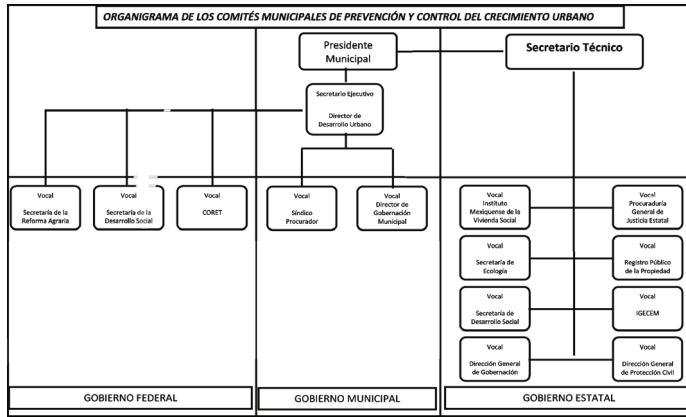 ORGANIGRAMA DE LOS COMITÉS MUNICIPALES DE PREVENCIÓN Y CONTROL DEL CRECIMIENTO URBANO
Presidente
Municipal
Secretario Técnico
Secretario Ejecutivo
Director de
Desarrollo Urbano
Vocal
Secretaría de la
Reforma Agraria
Vocal
Secretaría de la
Desarrollo Social
Vocal
CORET
Vocal
Síndico
Procurador
Vocal
Director de
Gobernación
Municipal
Vocal
Instituto
Mexiquense de la
Vivienda Social
Vocal
Procuraduría
General de
Justicia Estatal
Vocal
Secretaría de
Ecología
Vocal
Registro Público
de la Propiedad
Vocal
Secretaría de
Desarrollo Social
Vocal
IGECEM
Vocal
Dirección General
de Gobernación
Vocal
Dirección General
de Protección Civil
GOBIERNO FEDERAL
GOBIERNO MUNICIPAL
GOBIERNO ESTATAL